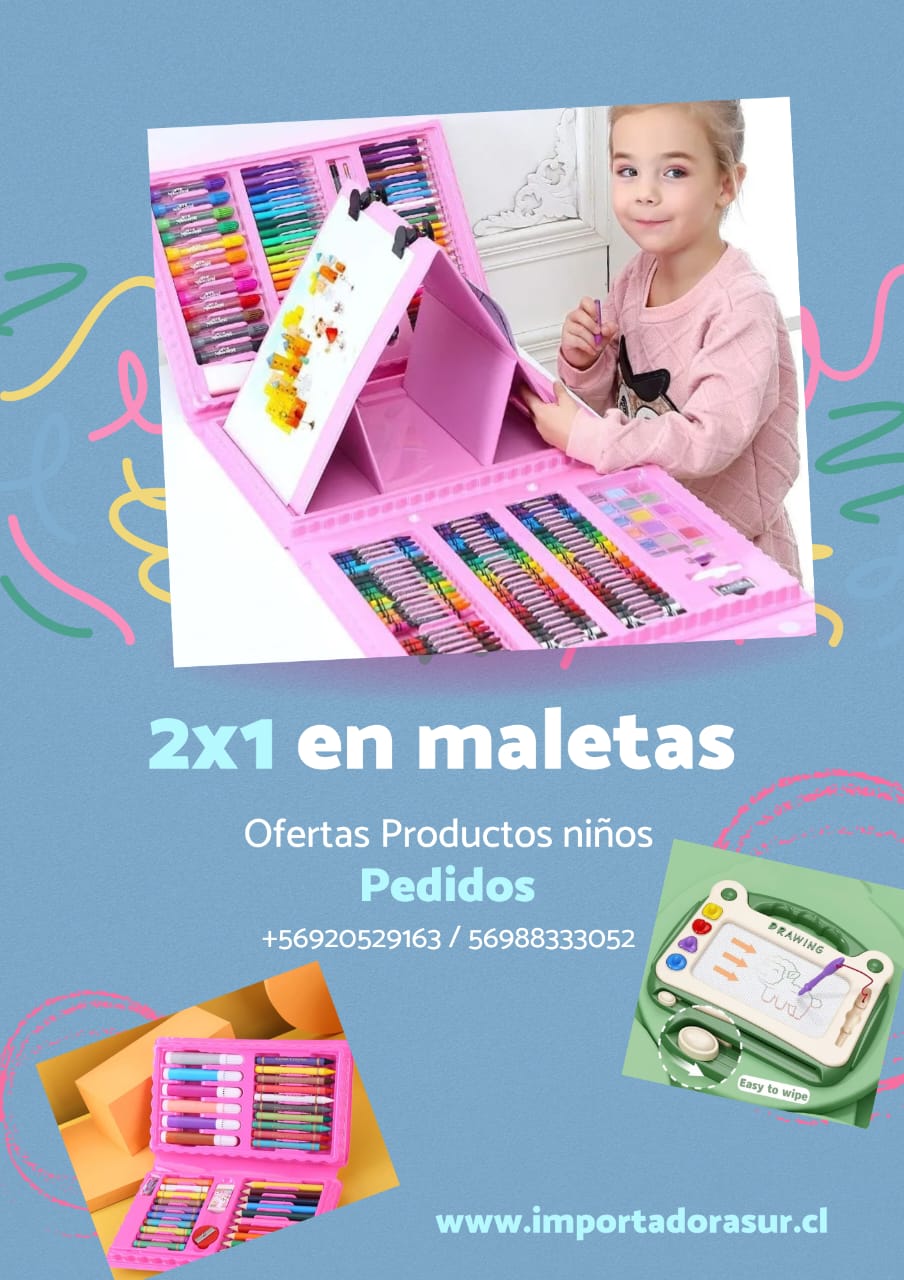 2x1 en maletas
Ofertas Productos niños
Pedidos
+56920529163 / 56988333052
DRAWING
Easy to wipe
www.importadorasur.cl